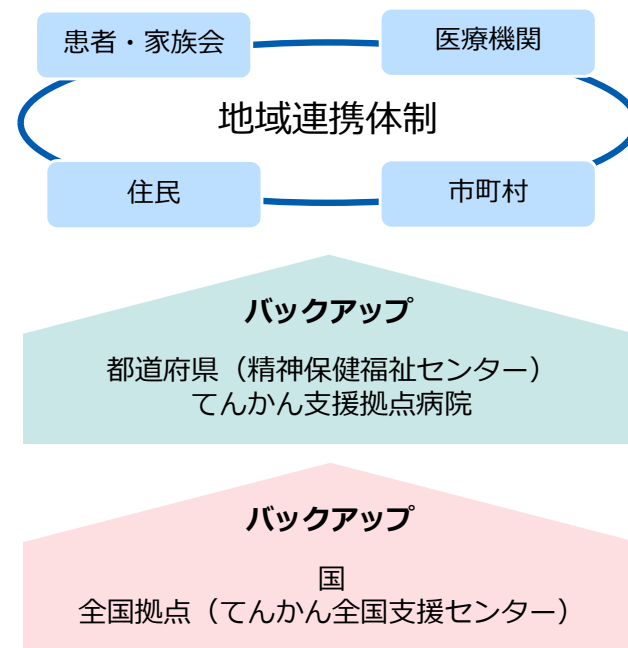 患者・家族会
医療機関
地域連携体制
住民
市町村
バックアップ
都道府県（精神保健福祉センター）
てんかん支援拠点病院
バックアップ
国
全国拠点（てんかん全国支援センター）